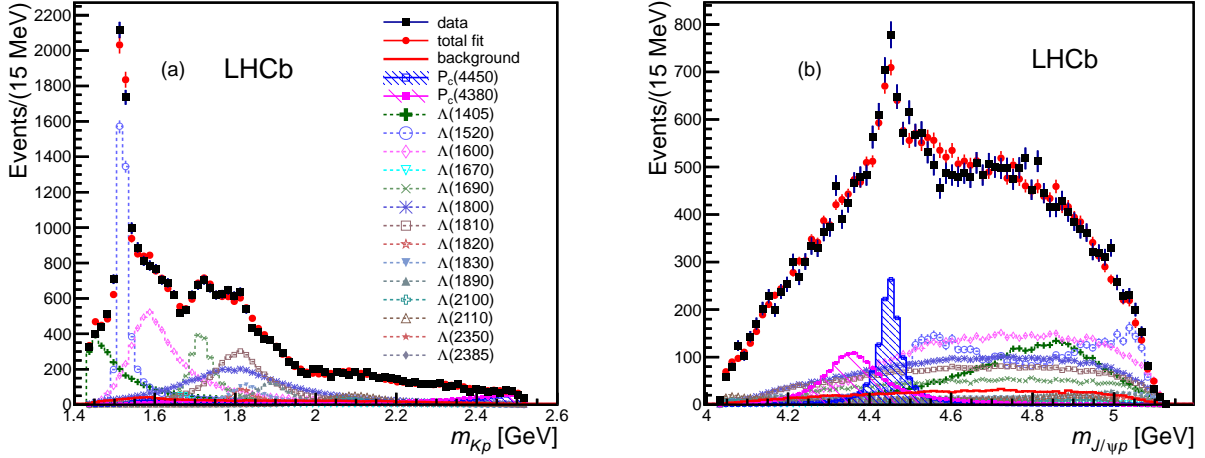 Events/(15 MeV)
2200
2000
1800
1600
1400
1200
1000
800
600
400
200
0
1.4
1.6
1.8
2
2.2
2.4
2.6
m_{Kp} [GeV]
(a)
LHCb
data
total fit
background
P_c(4450)
P_c(4380)
Λ(1405)
Λ(1520)
Λ(1600)
Λ(1670)
Λ(1690)
Λ(1800)
Λ(1810)
Λ(1820)
Λ(1830)
Λ(1890)
Λ(2100)
Λ(2110)
Λ(2350)
Λ(2385)
Events/(15 MeV)
800
700
600
500
400
300
200
100
0
4
4.2
4.4
4.6
4.8
5
m_{J/ψp} [GeV]
(b)
LHCb